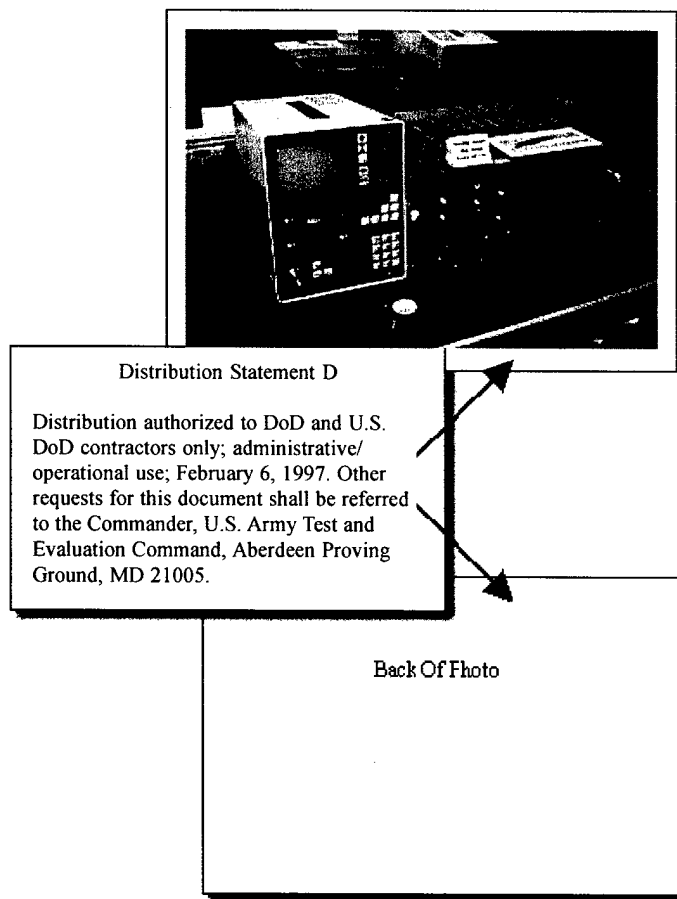 Distribution Statement D
Distribution authorized to DoD and U.S.
DoD contractors only; administrative/
operational use; February 6, 1997. Other
requests for this document shall be referred
to the Commander, U.S. Army Test and
Evaluation Command, Aberdeen Proving
Ground, MD 21005.
Back Of Fhoto